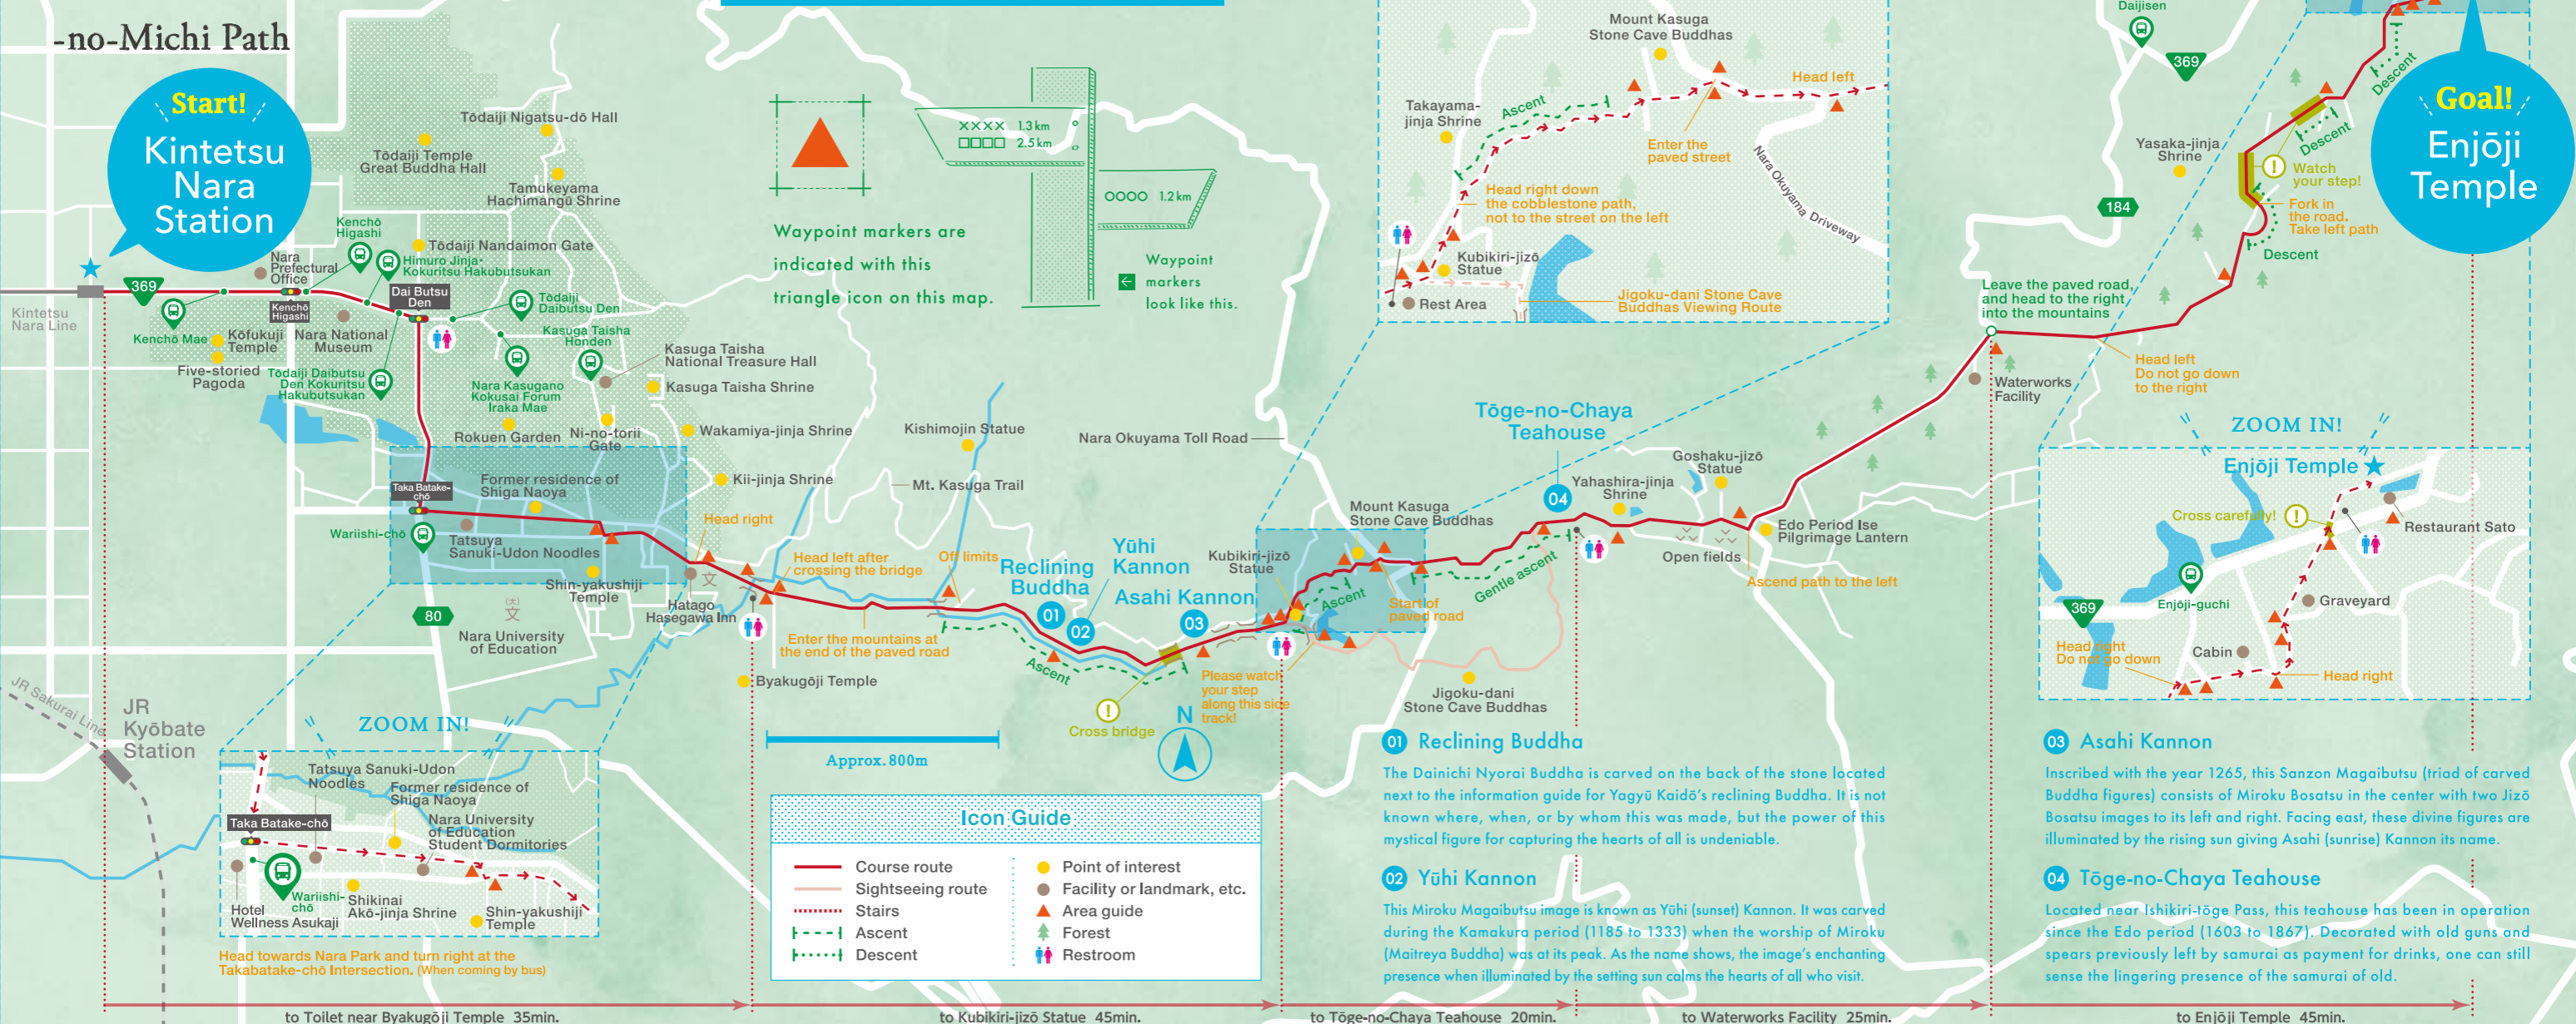 -no-Michi Path
Start!
Kintetsu
Nara
Station
Tōdaiji Nigatsu-dō Hall
Tōdaiji Temple
Great Buddha Hall
Tamukeyama
Hachimangū Shrine
Kenchō
Higashi
Tōdaiji Nandaimon Gate
Nara
Prefectural
Office
Himuro Jinja·
Kokuritsu Hakubutsukan
369
Kenchō
Higashi
Dai Butsu
Den
Tōdaiji
Daibutsu Den
Kintetsu
Nara Line
Kenchō Mae
Kōfukuji
Temple
Nara National
Museum
Kasuga Taisha
Honden
Five-storied
Pagoda
Tōdaiji Daibutsu
Den Kokuritsu
Hakubutsukan
Nara Kasugano
Kokusai Forum
Iraka Mae
Kasuga Taisha
National Treasure Hall
Kasuga Taisha Shrine
Rokuen Garden
Ni-no-torii
Gate
Wakamiya-jinja Shrine
Former residence of
Shiga Naoya
Kii-jinja Shrine
Taka Batake-
chō
Wariishi-chō
Tatsuya
Sanuki-Udon Noodles
Head right
Shin-yakushiji
Temple
Hatago
Hasegawa Inn
文
80
(大)
文
Nara University
of Education
Head left after
crossing the bridge
Enter the mountains at
the end of the paved road
Byakugōji Temple
JR Sakurai Line
JR
Kyōbate
Station
××××  1.3 km
□□□□  2.5 km
○○○○  1.2 km
Waypoint markers are
indicated with this
triangle icon on this map.
Waypoint
markers
look like this.
Kishimojin Statue
Mt. Kasuga Trail
Nara Okuyama Toll Road
Off limits
Reclining
Buddha
01
Yūhi
Kannon
02
Asahi Kannon
03
Ascent
Cross bridge
Please watch
your step
along this side
track!
Kubikiri-jizō
Statue
Mount Kasuga
Stone Cave Buddhas
Ascent
Start of
paved road
Gentle ascent
Jigoku-dani
Stone Cave Buddhas
Tōge-no-Chaya
Teahouse
04
Yahashira-jinja
Shrine
Goshaku-jizō
Statue
Open fields
Edo Period Ise
Pilgrimage Lantern
Ascend path to the left
Mount Kasuga
Stone Cave Buddhas
Head left
Takayama-
jinja Shrine
Ascent
Enter the
paved street
Nara Okuyama Driveway
Head right down
the cobblestone path,
not to the street on the left
Kubikiri-jizō
Statue
Rest Area
Jigoku-dani Stone Cave
Buddhas Viewing Route
Daijisen
369
184
Yasaka-jinja
Shrine
Descent
Descent
Watch
your step!
Fork in
the road.
Take left path
Descent
Goal!
Enjōji
Temple
Leave the paved road,
and head to the right
into the mountains
Waterworks
Facility
Head left
Do not go down
to the right
ZOOM IN!
Enjōji Temple
Cross carefully!
Restaurant Sato
Enjōji-guchi
369
Graveyard
Head right
Do not go down
Cabin
Head right
ZOOM IN!
Tatsuya Sanuki-Udon
Noodles
Former residence of
Shiga Naoya
Taka Batake-chō
Nara University
of Education
Student Dormitories
Wariishi-
chō
Shikinai
Akō-jinja Shrine
Hotel
Wellness Asukaji
Shin-yakushiji
Temple
Head towards Nara Park and turn right at the
Takabatake-chō Intersection. (When coming by bus)
Approx. 800m
N
Icon Guide
Course route
Sightseeing route
Stairs
Ascent
Descent
Point of interest
Facility or landmark, etc.
Area guide
Forest
Restroom
01 Reclining Buddha
The Dainichi Nyorai Buddha is carved on the back of the stone located
next to the information guide for Yagyū Kaidō's reclining Buddha. It is not
known where, when, or by whom this was made, but the power of this
mystical figure for capturing the hearts of all is undeniable.
02 Yūhi Kannon
This Miroku Magaibutsu image is known as Yūhi (sunset) Kannon. It was carved
during the Kamakura period (1185 to 1333) when the worship of Miroku
(Maitreya Buddha) was at its peak. As the name shows, the image's enchanting
presence when illuminated by the setting sun calms the hearts of all who visit.
03 Asahi Kannon
Inscribed with the year 1265, this Sanzon Magaibutsu (triad of carved
Buddha figures) consists of Miroku Bosatsu in the center with two Jizō
Bosatsu images to its left and right. Facing east, these divine figures are
illuminated by the rising sun giving Asahi (sunrise) Kannon its name.
04 Tōge-no-Chaya Teahouse
Located near Ishikiri-tōge Pass, this teahouse has been in operation
since the Edo period (1603 to 1867). Decorated with old guns and
spears previously left by samurai as payment for drinks, one can still
sense the lingering presence of the samurai of old.
to Toilet near Byakugōji Temple 35min.
to Kubikiri-jizō Statue 45min.
to Tōge-no-Chaya Teahouse 20min.
to Waterworks Facility 25min.
to Enjōji Temple 45min.